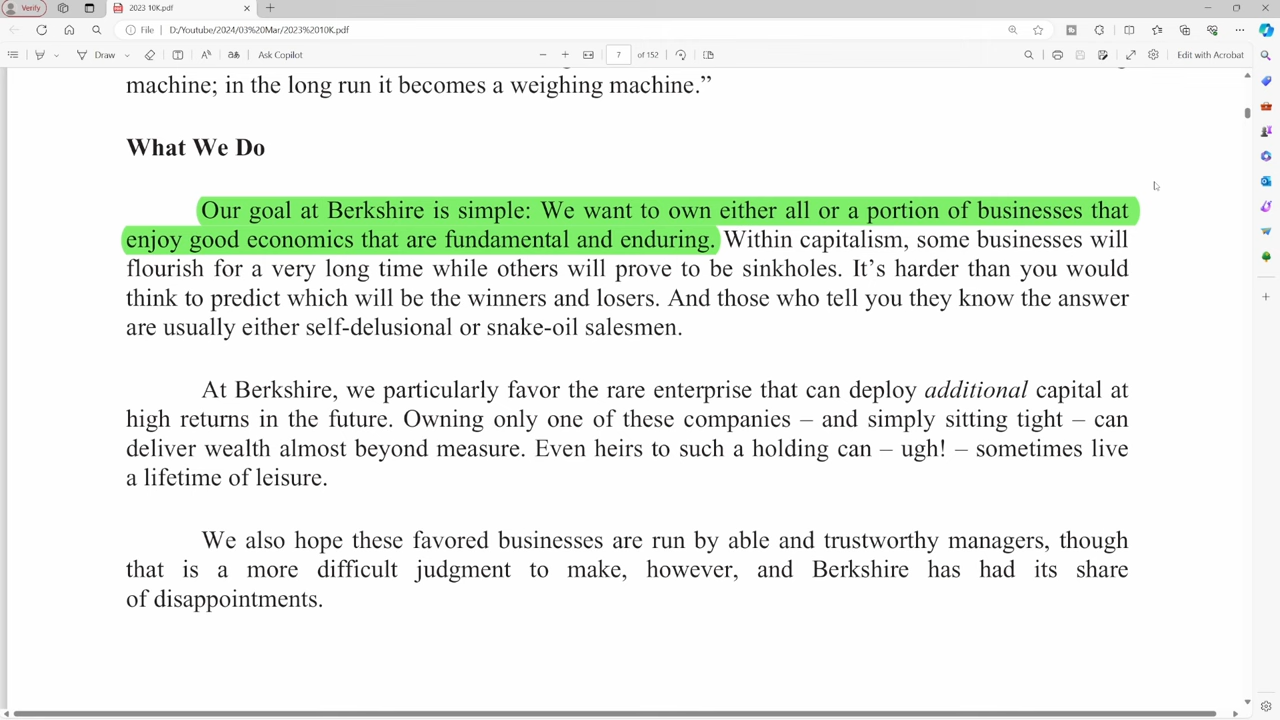 Verify
2023 10K.pdf
File
D:/Youtube/2024/03%20Mar/2023%2010K.pdf
Draw
Ask Copilot
7
of 152
Edit with Acrobat
machine; in the long run it becomes a weighing machine.”
What We Do
Our goal at Berkshire is simple: We want to own either all or a portion of businesses that
enjoy good economics that are fundamental and enduring. Within capitalism, some businesses will
flourish for a very long time while others will prove to be sinkholes. It’s harder than you would
think to predict which will be the winners and losers. And those who tell you they know the answer
are usually either self-delusional or snake-oil salesmen.
At Berkshire, we particularly favor the rare enterprise that can deploy additional capital at
high returns in the future. Owning only one of these companies – and simply sitting tight – can
deliver wealth almost beyond measure. Even heirs to such a holding can – ugh! – sometimes live
a lifetime of leisure.
We also hope these favored businesses are run by able and trustworthy managers, though
that is a more difficult judgment to make, however, and Berkshire has had its share
of disappointments.